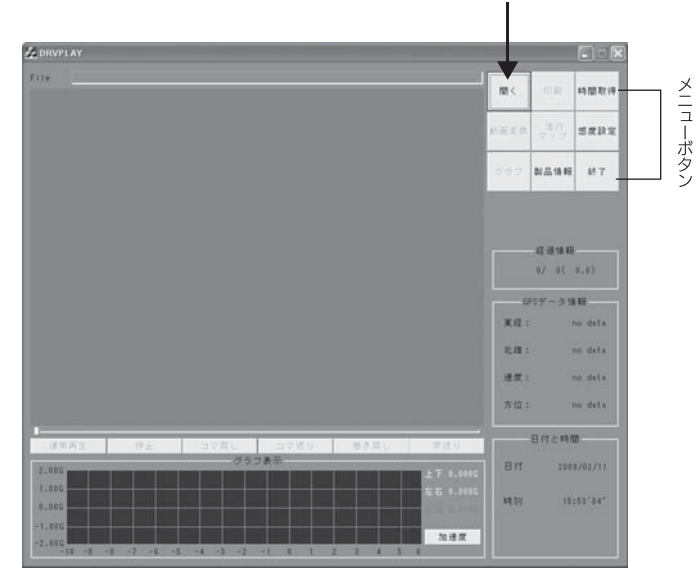 DRVPLAY
File
開く 印刷 時間取得
動画変換 走行マップ 感度設定
グラフ 製品情報 終了
メニューボタン
経過情報
0/ 0( 0.0)
GPSデータ情報
東経: no data
北緯: no data
速度: no data
方位: no data
通常再生 停止 コマ戻し コマ送り 巻き戻し 早送り
グラフ表示
2.00G
1.00G
0.00G
-1.00G
-2.00G
上下 0.000G
左右 0.000G
加速度
-10 -9 -8 -7 -6 -5 -4 -3 -2 -1 0 1 2 3 4 5 6
日付と時間
日付 2009/02/11
時刻 15:53'04"